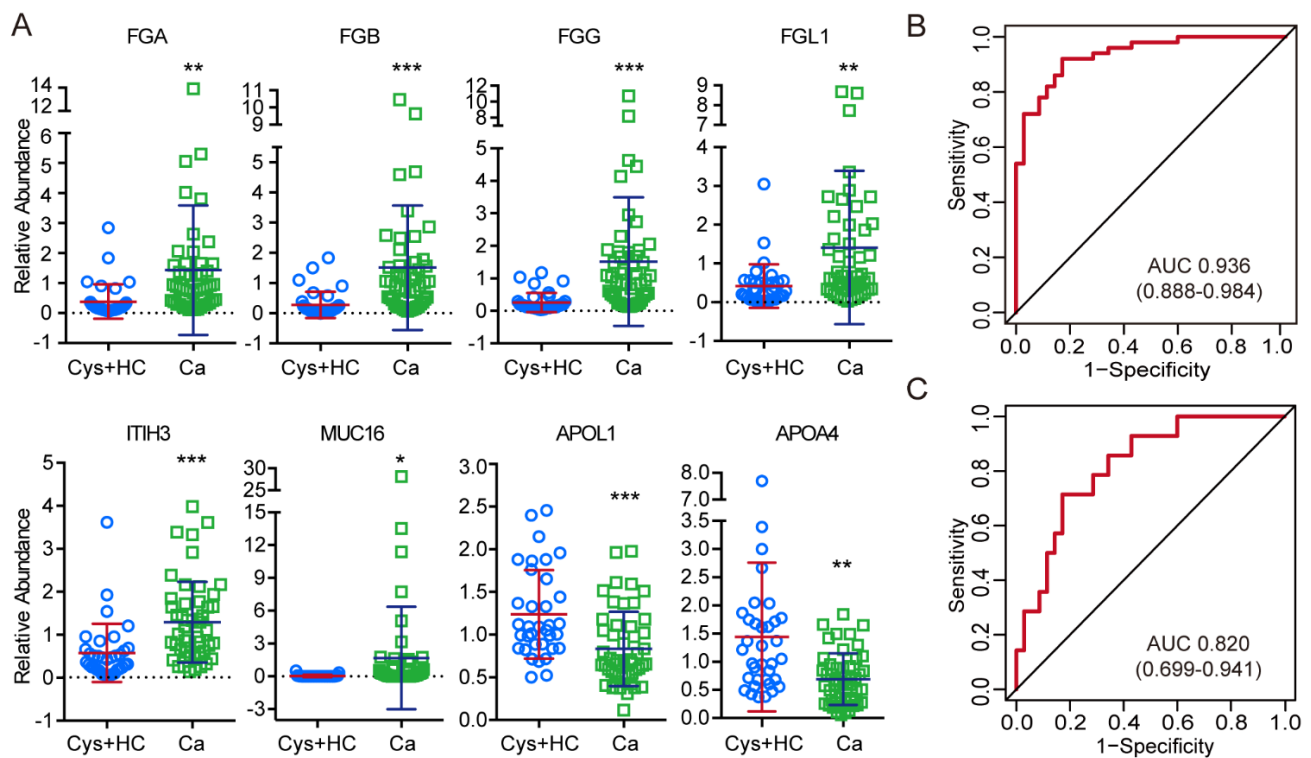 A
FGA
FGB
FGG
FGL1
**
***
***
**
Relative Abundance
14
12
6
5
4
3
2
1
0
-1
11
10
9
5
4
3
2
1
0
-1
12
10
8
5
4
3
2
1
0
-1
9
8
7
4
3
2
1
0
-1
Cys+HC
Ca
Cys+HC
Ca
Cys+HC
Ca
Cys+HC
Ca
B
Sensitivity
1.0
0.8
0.6
0.4
0.2
0.0
AUC 0.936
(0.888-0.984)
0.0 0.2 0.4 0.6 0.8 1.0
1−Specificity
ITIH3
MUC16
APOL1
APOA4
***
*
***
**
Relative Abundance
5
4
3
2
1
0
-1
30
25
15
12
9
6
3
0
-3
3.0
2.5
2.0
1.5
1.0
0.5
0.0
8.0
7.0
3.5
3.0
2.5
2.0
1.5
1.0
0.5
0.0
Cys+HC
Ca
Cys+HC
Ca
Cys+HC
Ca
Cys+HC
Ca
C
Sensitivity
1.0
0.8
0.6
0.4
0.2
0.0
AUC 0.820
(0.699-0.941)
0.0 0.2 0.4 0.6 0.8 1.0
1−Specificity